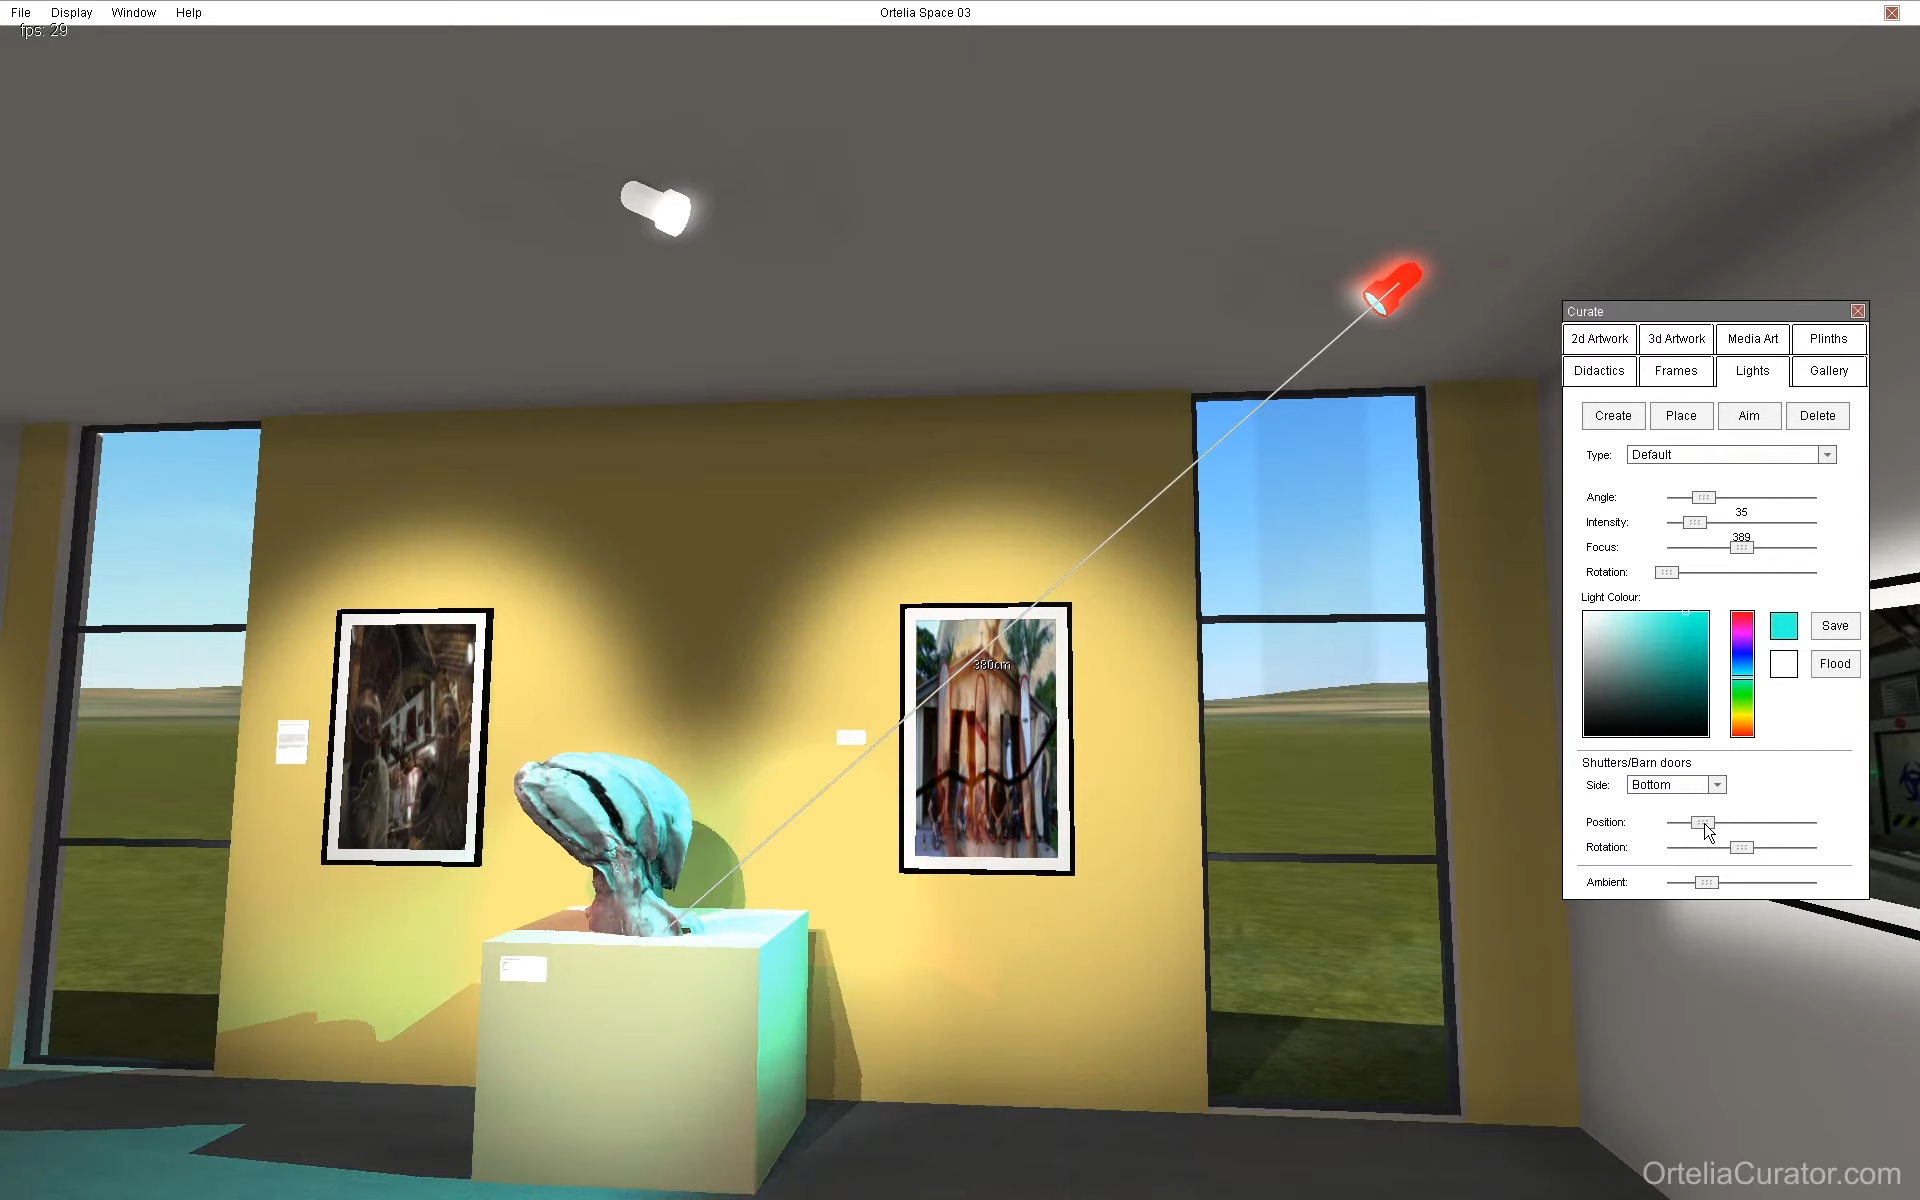 File Display Window Help Ortelia Space 03
fps: 29
Curate
2d Artwork 3d Artwork Media Art Plinths
Didactics Frames Lights Gallery
Create Place Aim Delete
Type: Default
Angle:
35
Intensity:
389
Focus:
Rotation:
Light Colour:
Save
Flood
Shutters/Barn doors
Side: Bottom
Position:
Rotation:
Ambient:
380cm
OrteliaCurator.com